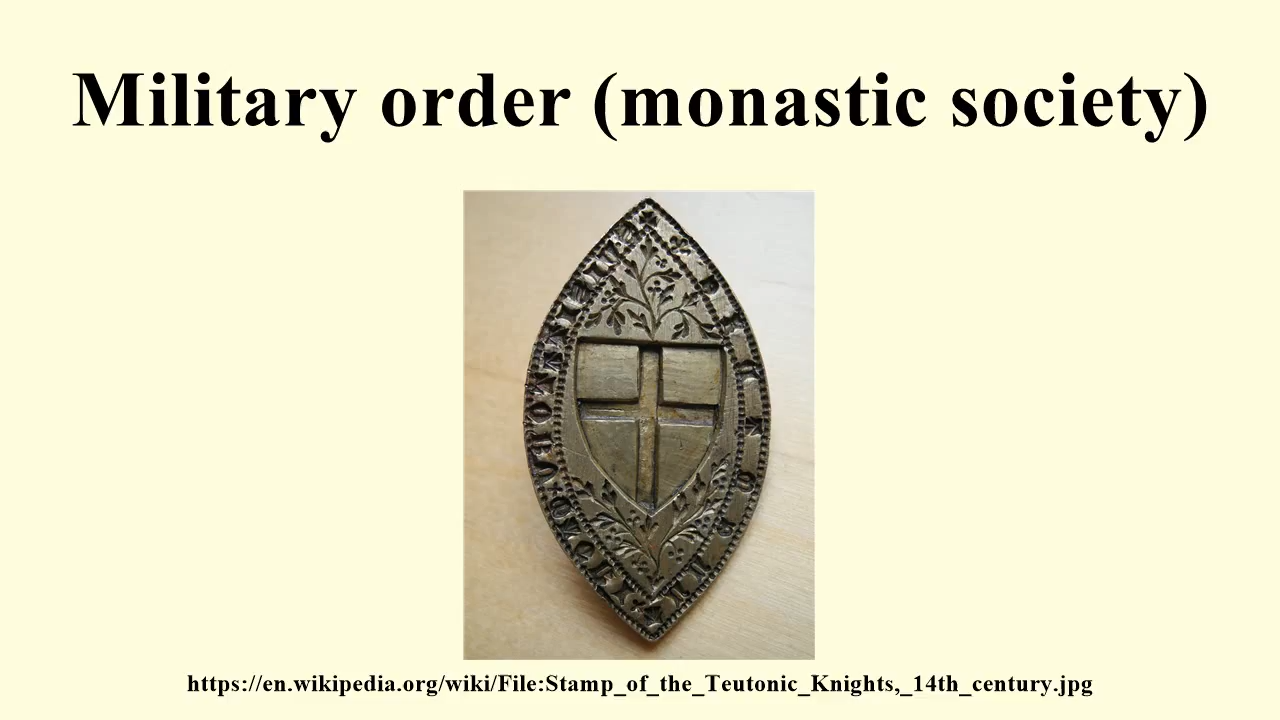 Military order (monastic society)
https://en.wikipedia.org/wiki/File:Stamp_of_the_Teutonic_Knights,_14th_century.jpg